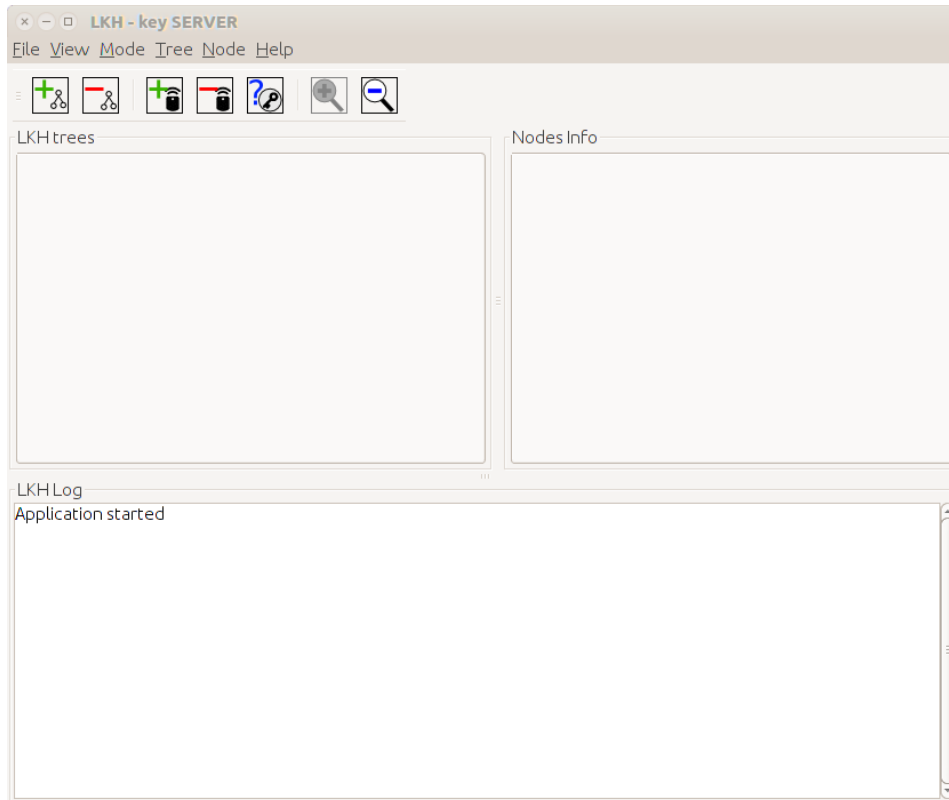 LKH - key SERVER
File View Mode Tree Node Help
LKH trees
Nodes Info
LKH Log
Application started